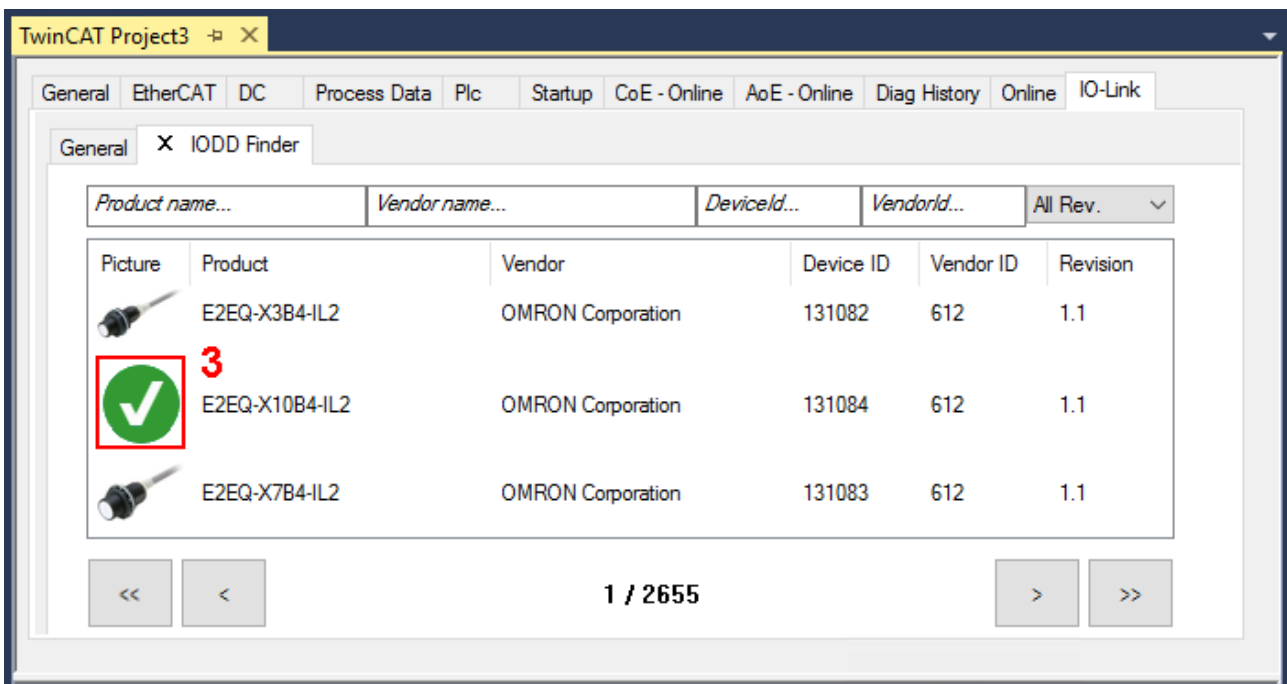 TwinCAT Project3
General EtherCAT DC Process Data Plc Startup CoE - Online AoE - Online Diag History Online IO-Link
General X IODD Finder
Product name... Vendor name... DeviceId... VendorId... All Rev.
Picture Product Vendor Device ID Vendor ID Revision
E2EQ-X3B4-IL2 OMRON Corporation 131082 612 1.1
3
E2EQ-X10B4-IL2 OMRON Corporation 131084 612 1.1
E2EQ-X7B4-IL2 OMRON Corporation 131083 612 1.1
<< < 1 / 2655 > >>